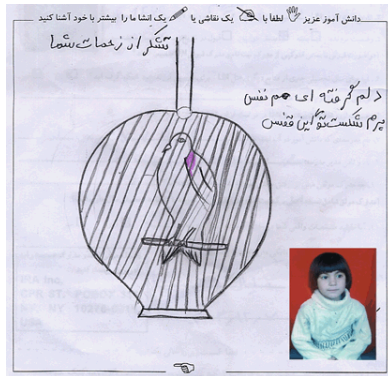 دانش آموز عزیز لطفا با یک نقاشی یا یک انشا ما را بیشتر با خود آشنا کنید
تشکر از زحمات شما
دلم گرفته ای هم نفس
پرم شکست تو این قفس